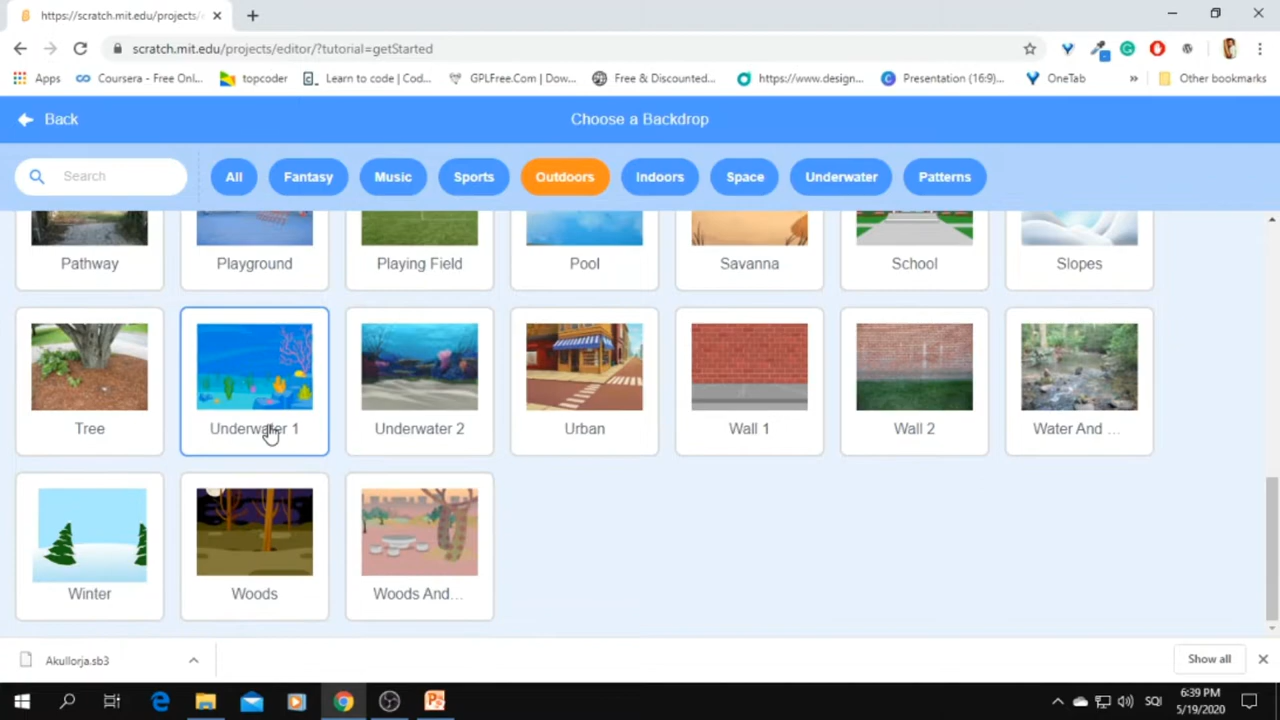 https://scratch.mit.edu/projects/
scratch.mit.edu/projects/editor/?tutorial=getStarted
Apps
Coursera - Free Onl...
topcoder
Learn to code | Cod...
GPLFree.Com | Dow...
Free & Discounted...
https://www.design...
Presentation (16:9)...
OneTab
»
Other bookmarks
Back
Choose a Backdrop
Search
All
Fantasy
Music
Sports
Outdoors
Indoors
Space
Underwater
Patterns
Pathway
Playground
Playing Field
Pool
Savanna
School
Slopes
Tree
Underwater 1
Underwater 2
Urban
Wall 1
Wall 2
Water And ...
Winter
Woods
Woods And...
Akullorja.sb3
Show all
SQI
6:39 PM
5/19/2020